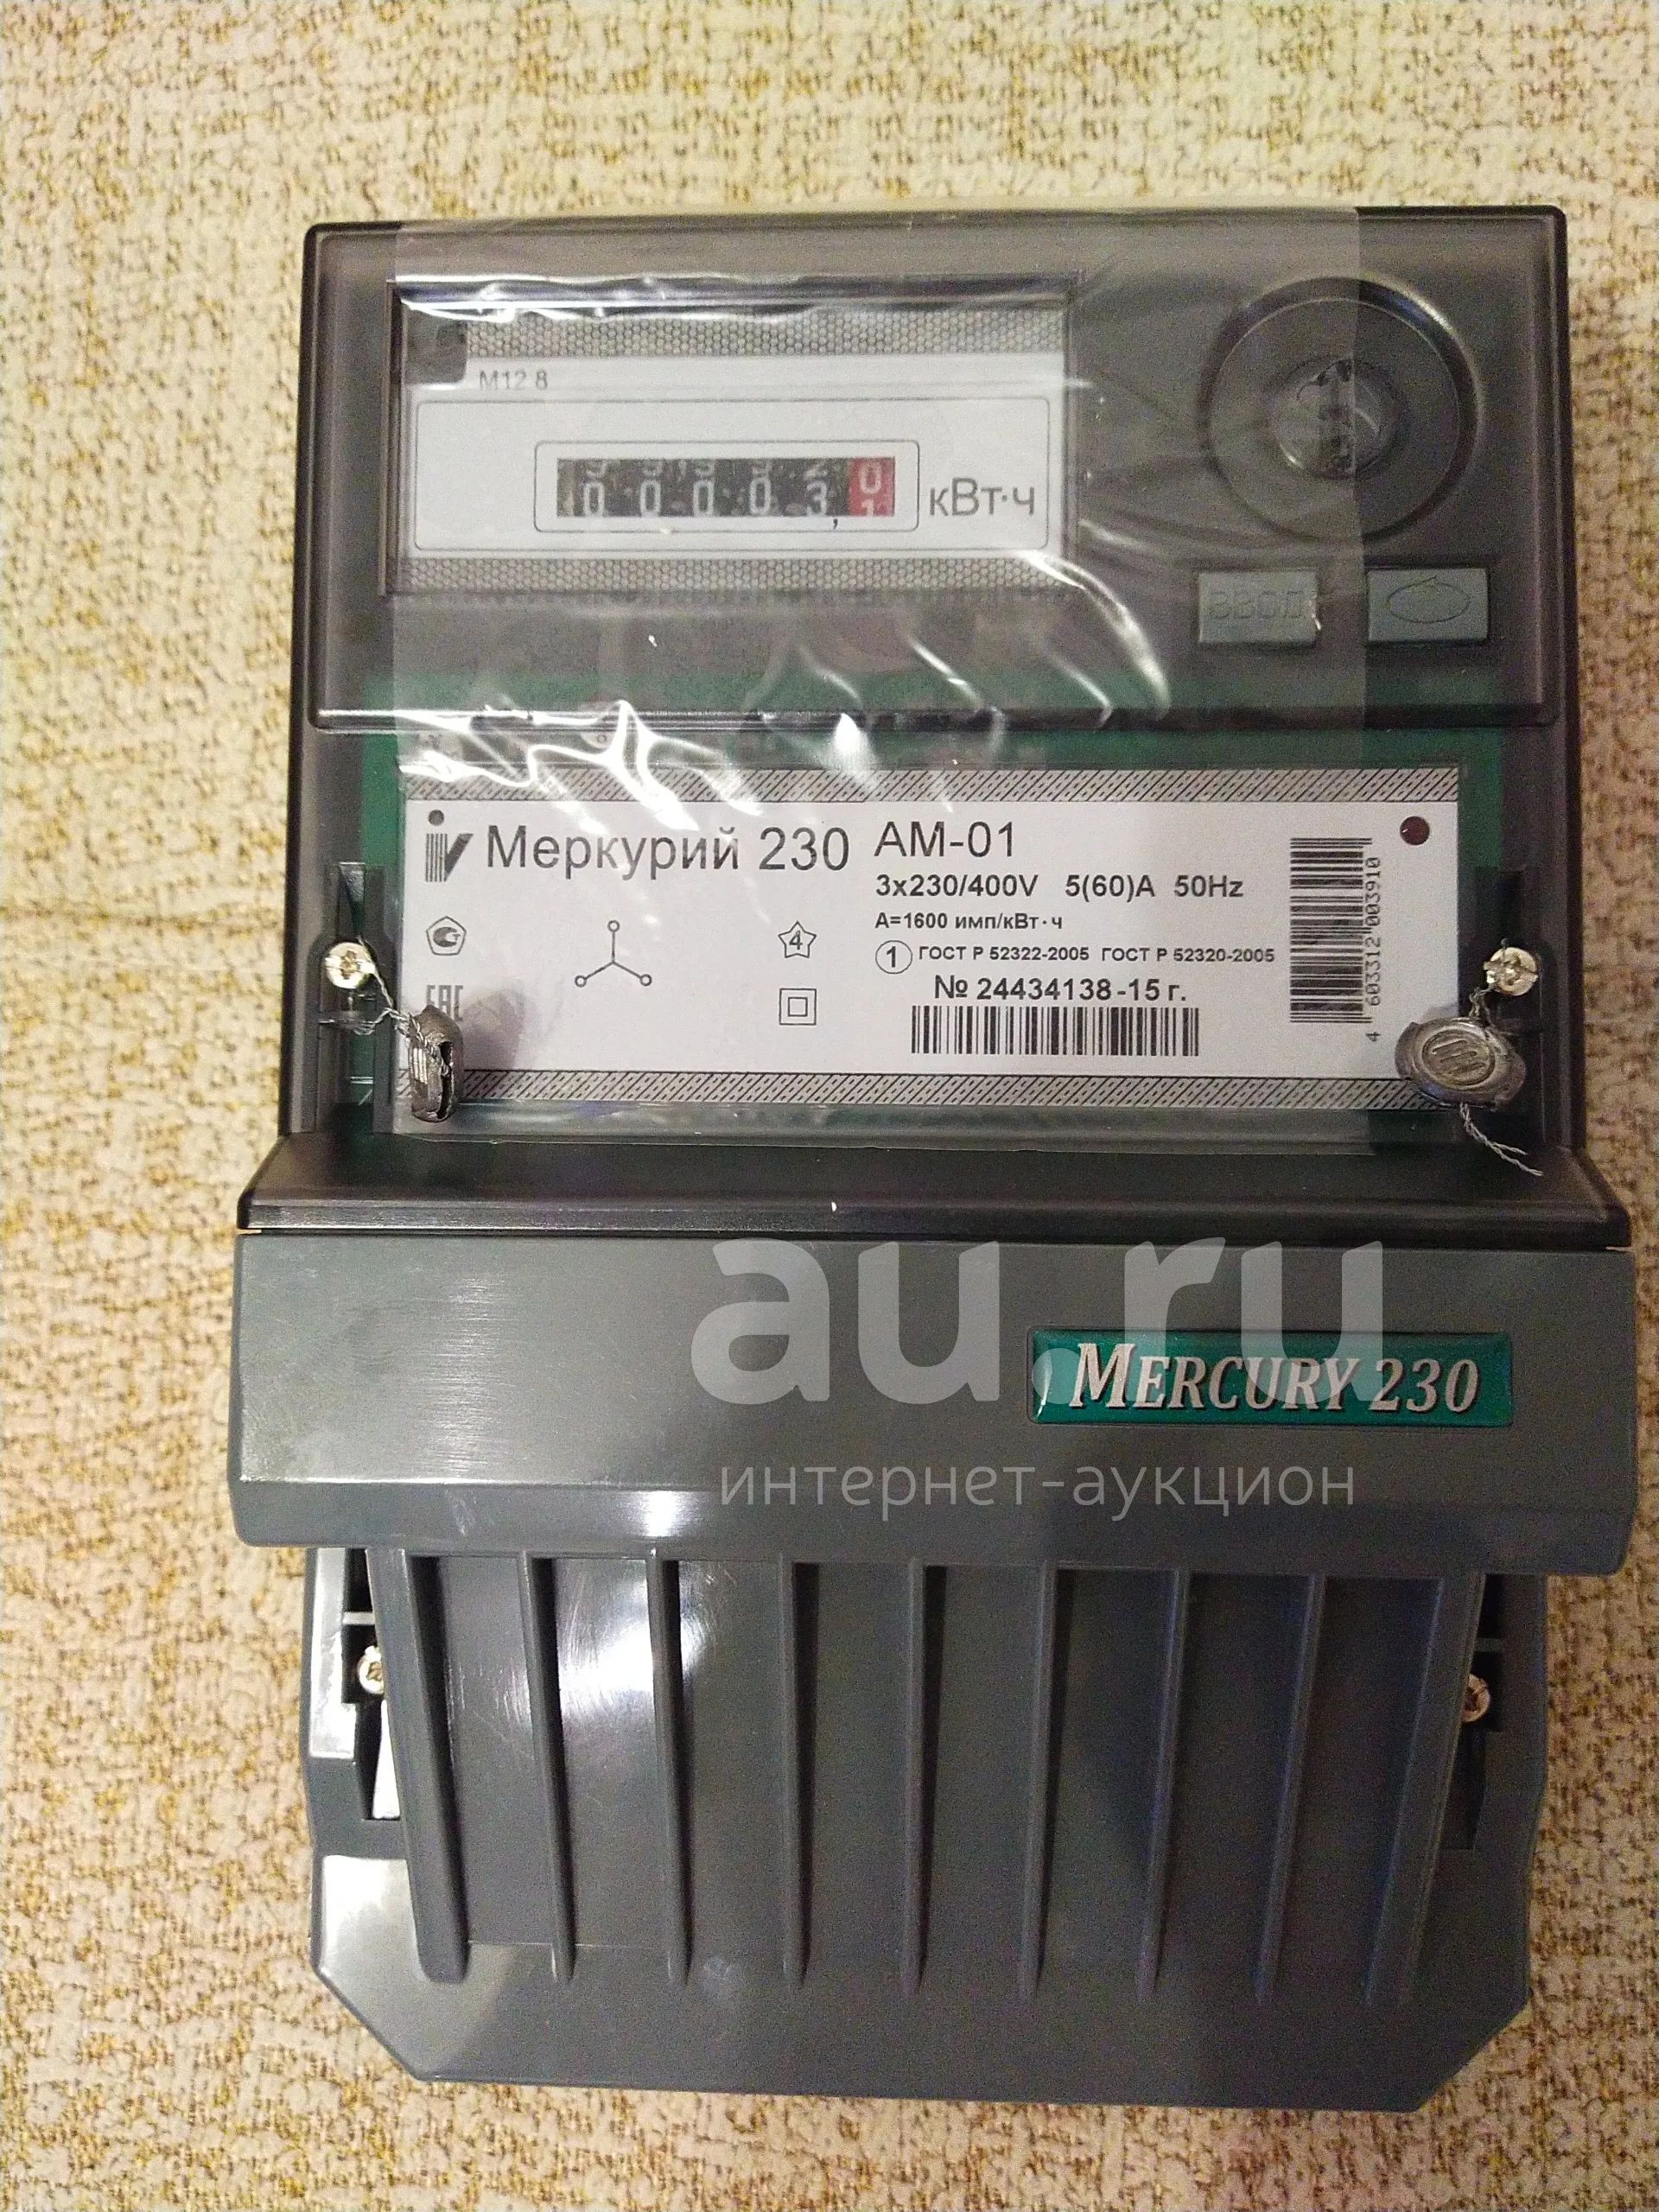 M12 8
0 0 0 0 3, 0
кВт·ч
ВВОД
Меркурий 230 АМ-01
3x230/400V 5(60)A 50Hz
А=1600 имп/кВт·ч
4
1 ГОСТ Р 52322-2005 ГОСТ Р 52320-2005
№ 24434138-15 г.
EAC
4 603312 003910
MERCURY 230
au.ru
интернет-аукцион